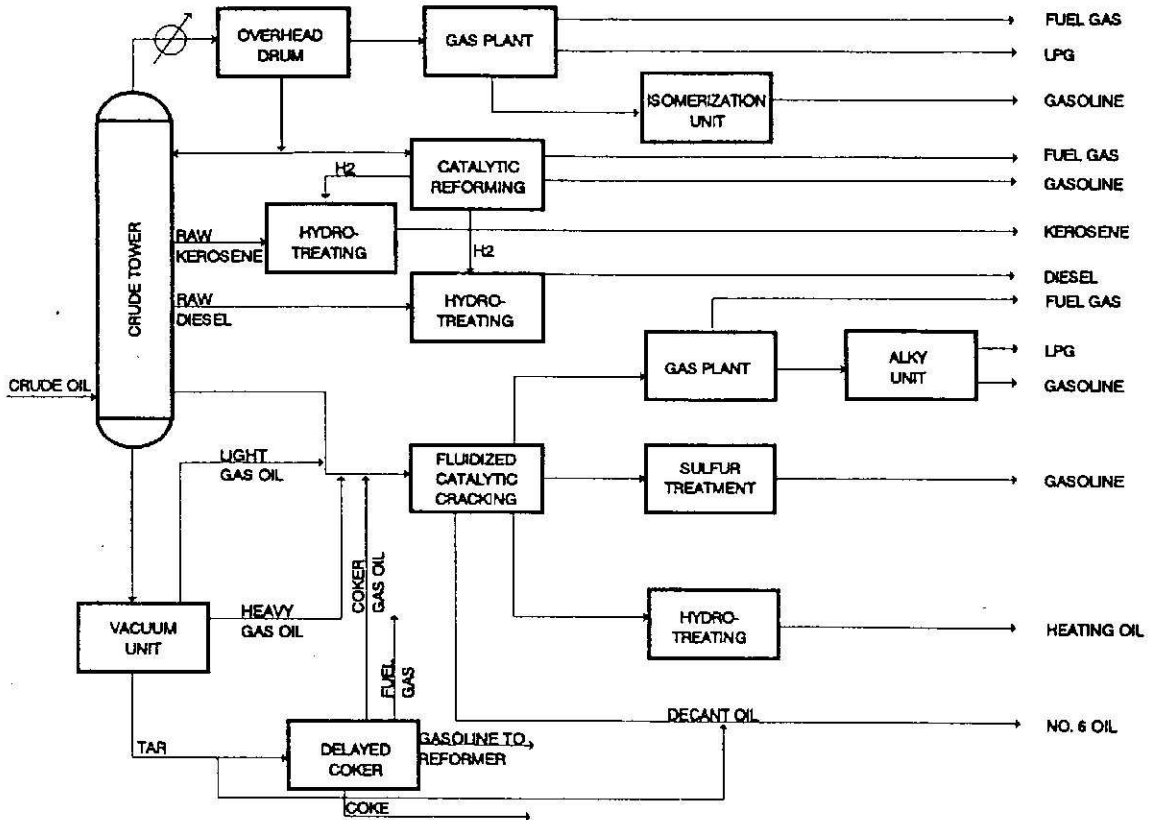 OVERHEAD
DRUM
GAS PLANT
FUEL GAS
LPG
ISOMERIZATION
UNIT
GASOLINE
CATALYTIC
REFORMING
H2
FUEL GAS
GASOLINE
CRUDE TOWER
RAW
KEROSENE
HYDRO-
TREATING
KEROSENE
H2
RAW
DIESEL
HYDRO-
TREATING
DIESEL
FUEL GAS
GAS PLANT
ALKY
UNIT
LPG
GASOLINE
CRUDE OIL
LIGHT
GAS OIL
FLUIDIZED
CATALYTIC
CRACKING
SULFUR
TREATMENT
GASOLINE
VACUUM
UNIT
HEAVY
GAS OIL
COKER
GAS OIL
FUEL
GAS
HYDRO-
TREATING
HEATING OIL
TAR
DELAYED
COKER
GASOLINE TO
REFORMER
COKE
DECANT OIL
NO. 6 OIL